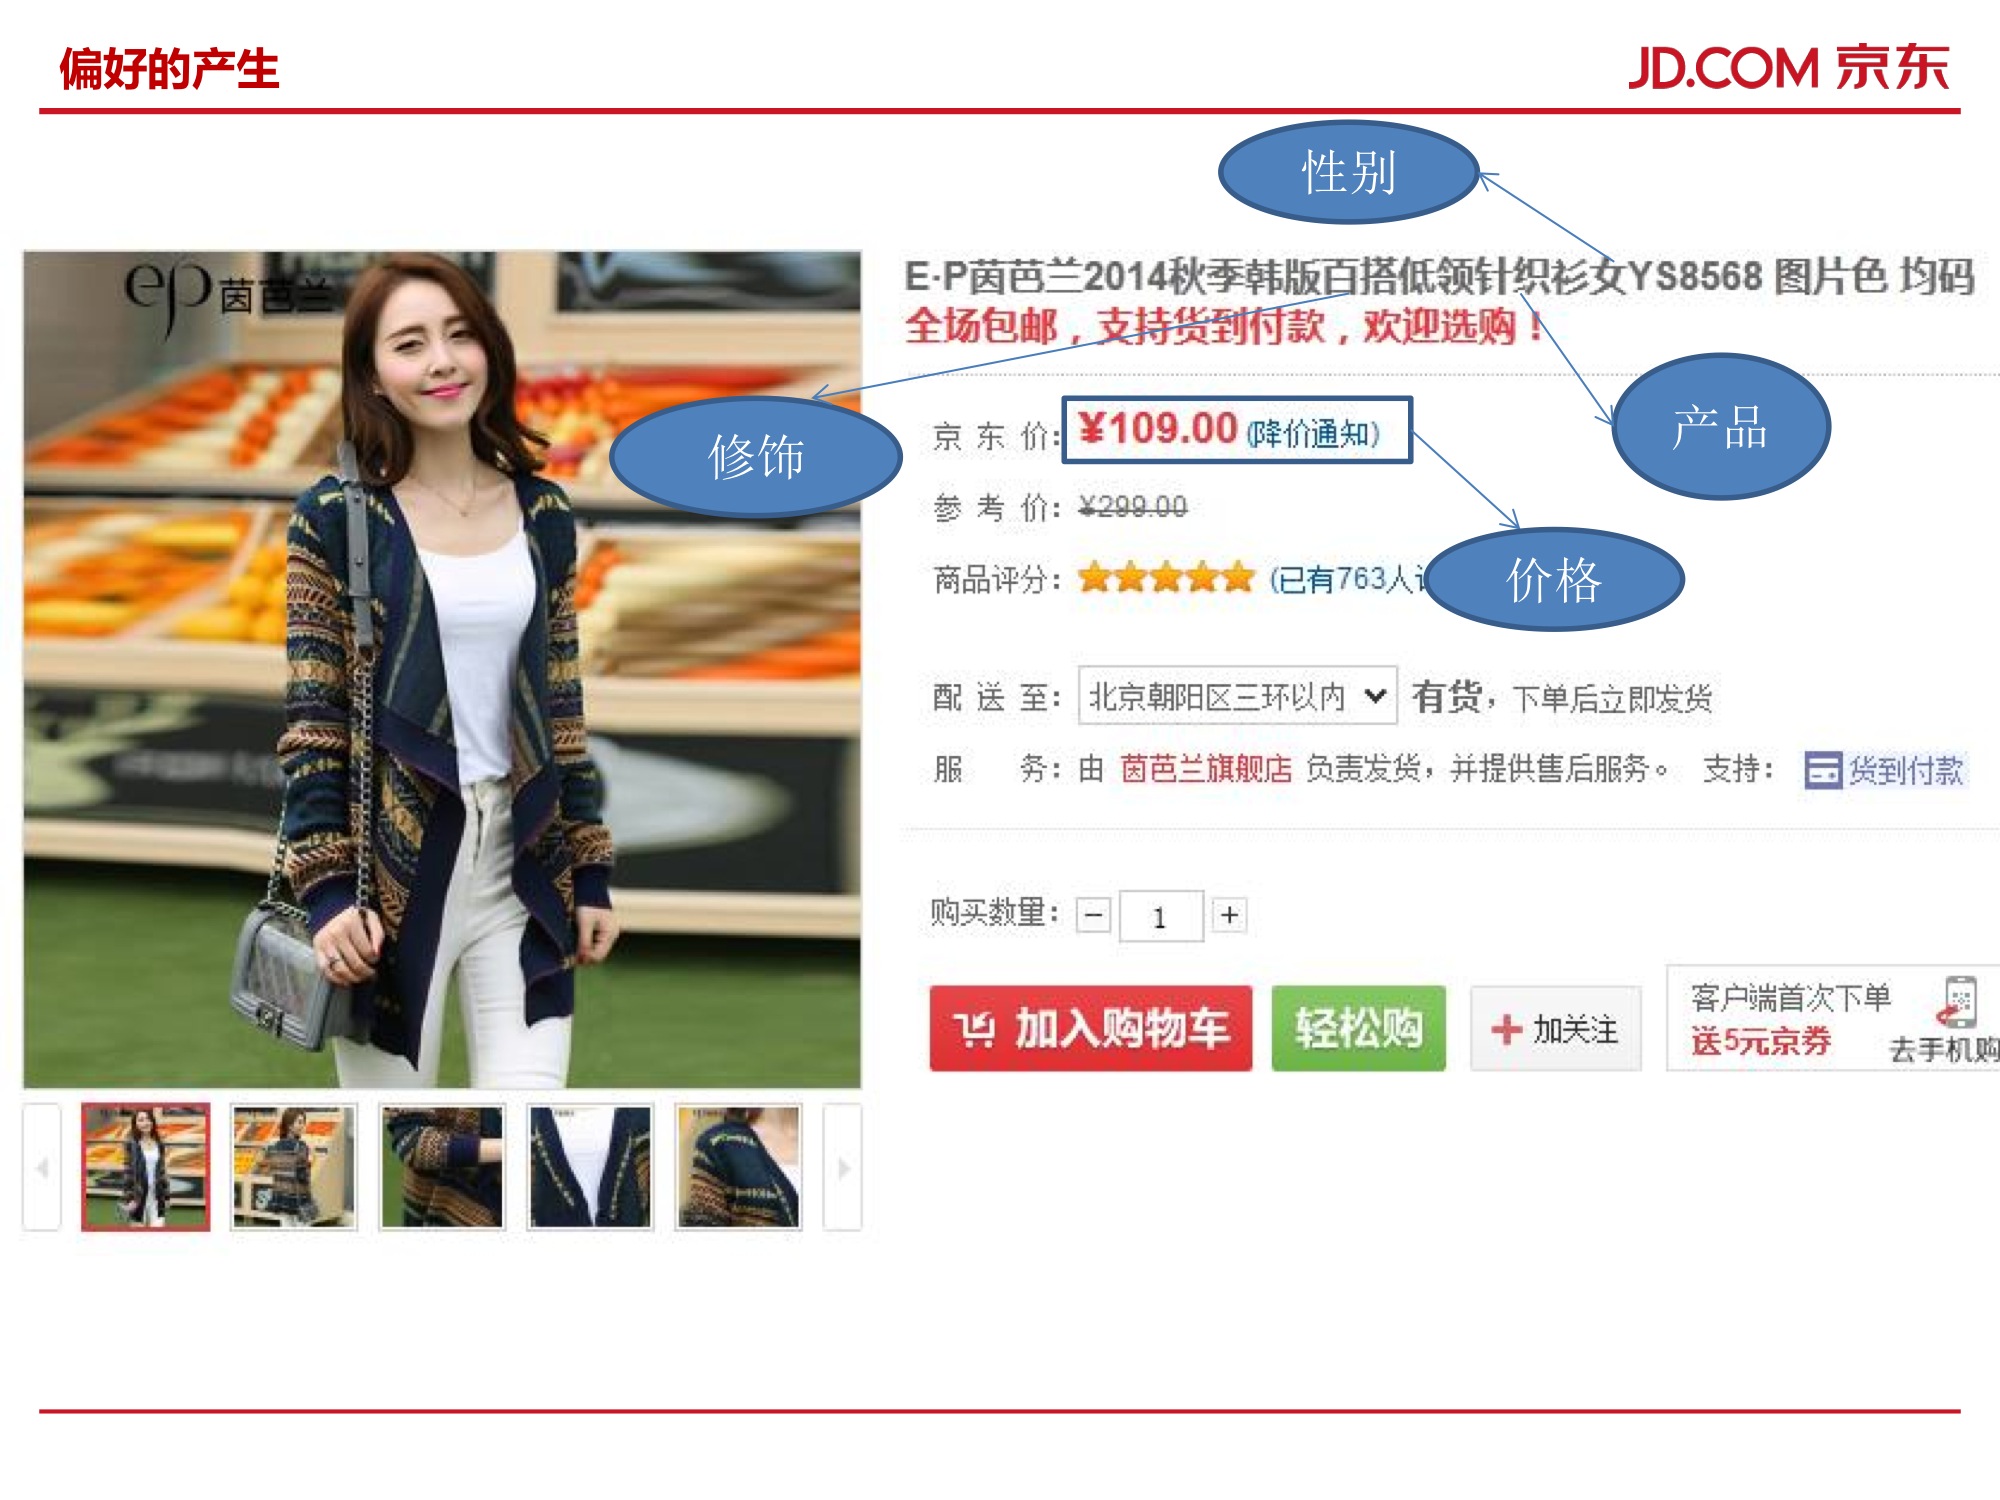 偏好的产生
JD.COM 京东
性别
ep茵芭兰
E·P茵芭兰2014秋季韩版百搭低领针织衫女YS8568 图片色 均码
全场包邮，支持货到付款，欢迎选购！
修饰
产品
京东价：¥109.00 (降价通知)
参考价：¥299.00
商品评分：(已有763人
价格
配送至：北京朝阳区三环以内 有货，下单后立即发货
服务：由 茵芭兰旗舰店 负责发货，并提供售后服务。 支持： 货到付款
购买数量： − 1 +
加入购物车 轻松购 + 加关注
客户端首次下单
送5元京券
去手机购